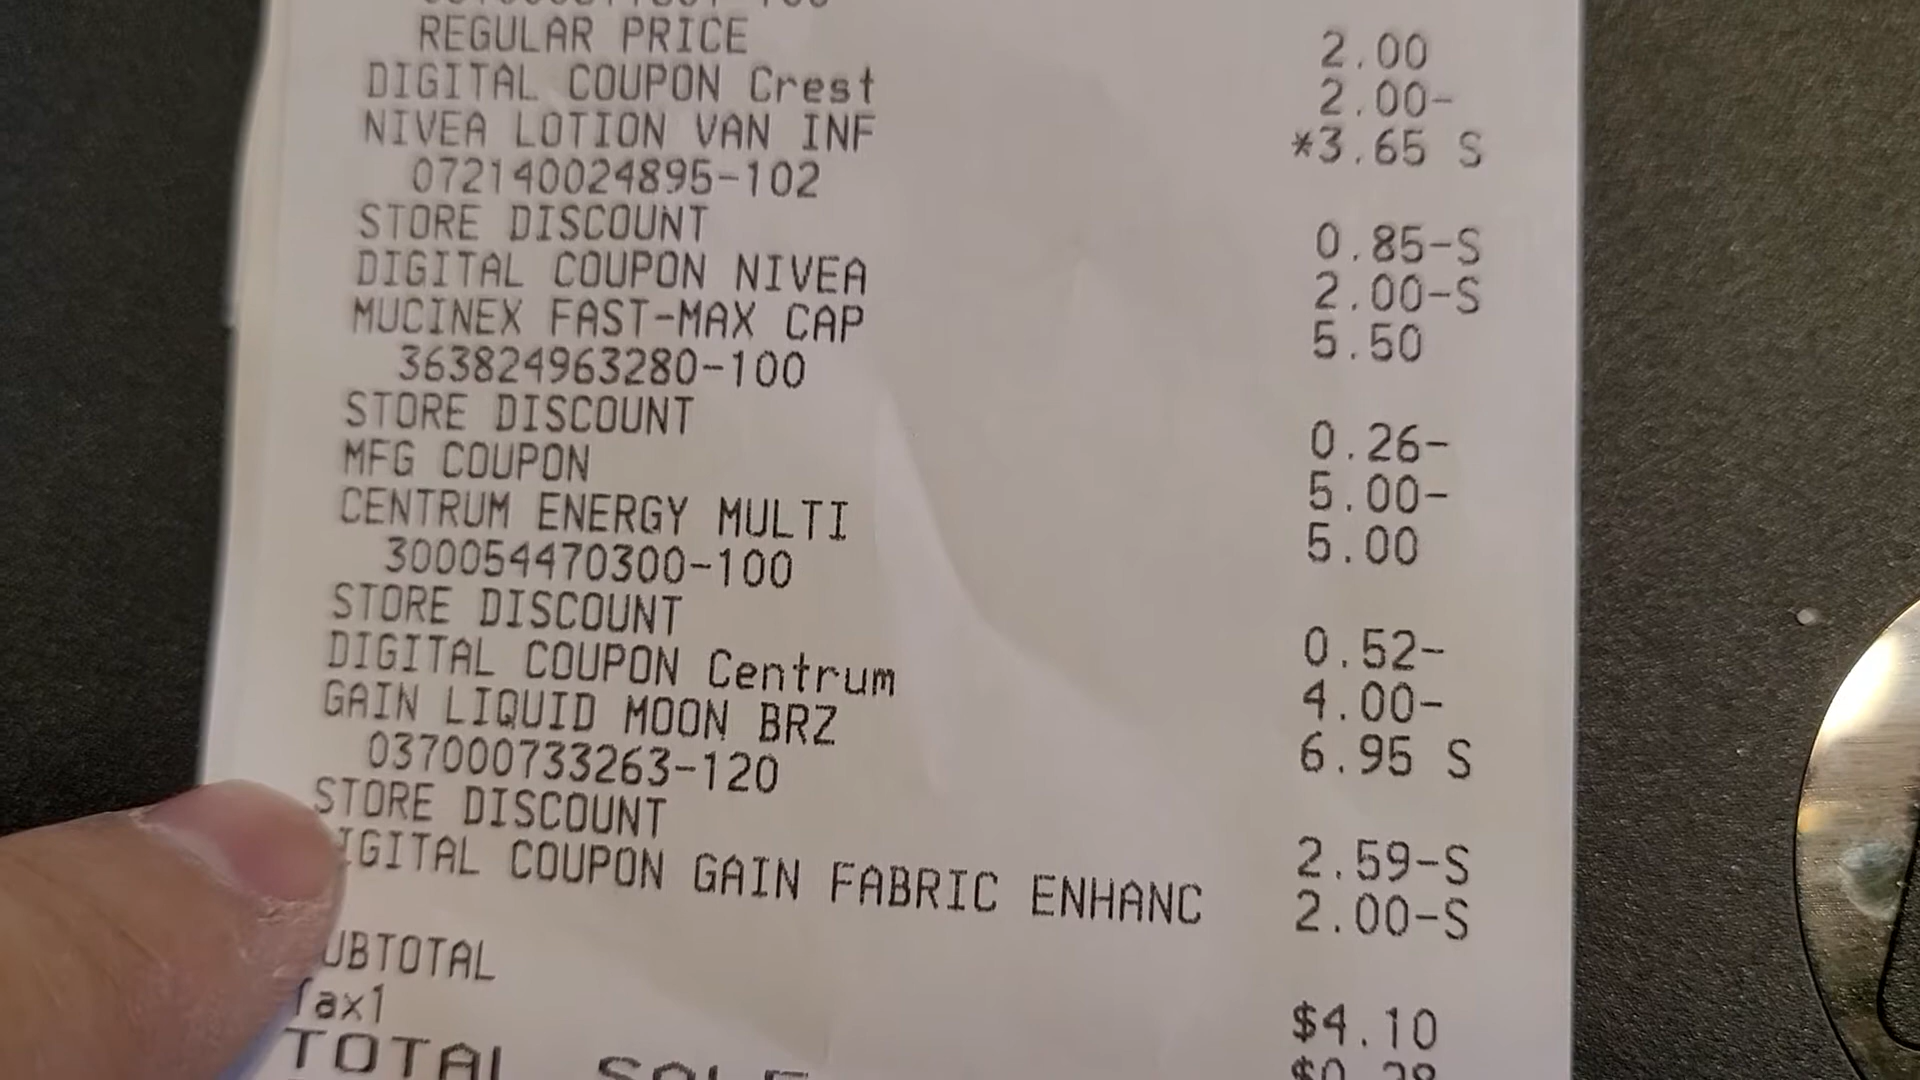 REGULAR PRICE 2.00
DIGITAL COUPON Crest 2.00-
NIVEA LOTION VAN INF *3.65 S
072140024895-102
STORE DISCOUNT 0.85-S
DIGITAL COUPON NIVEA 2.00-S
MUCINEX FAST-MAX CAP 5.50
363824963280-100
STORE DISCOUNT 0.26-
MFG COUPON 5.00-
CENTRUM ENERGY MULTI 5.00
300054470300-100
STORE DISCOUNT 0.52-
DIGITAL COUPON Centrum 4.00-
GAIN LIQUID MOON BRZ 6.95 S
037000733263-120
STORE DISCOUNT 2.59-S
IGITAL COUPON GAIN FABRIC ENHANC 2.00-S
UBTOTAL $4.10
Tax1
TOTAL